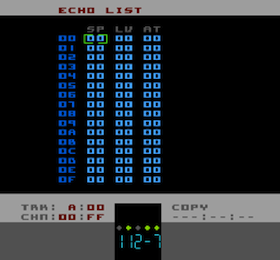 ECHO LIST
SP LV AT
00 00 00 00
01 00 00 00
02 00 00 00
03 00 00 00
04 00 00 00
05 00 00 00
06 00 00 00
07 00 00 00
08 00 00 00
09 00 00 00
0A 00 00 00
0B 00 00 00
0C 00 00 00
0D 00 00 00
0E 00 00 00
0F 00 00 00
TRK: A:00 COPY
CHN:00:FF ---:--:--
112-7